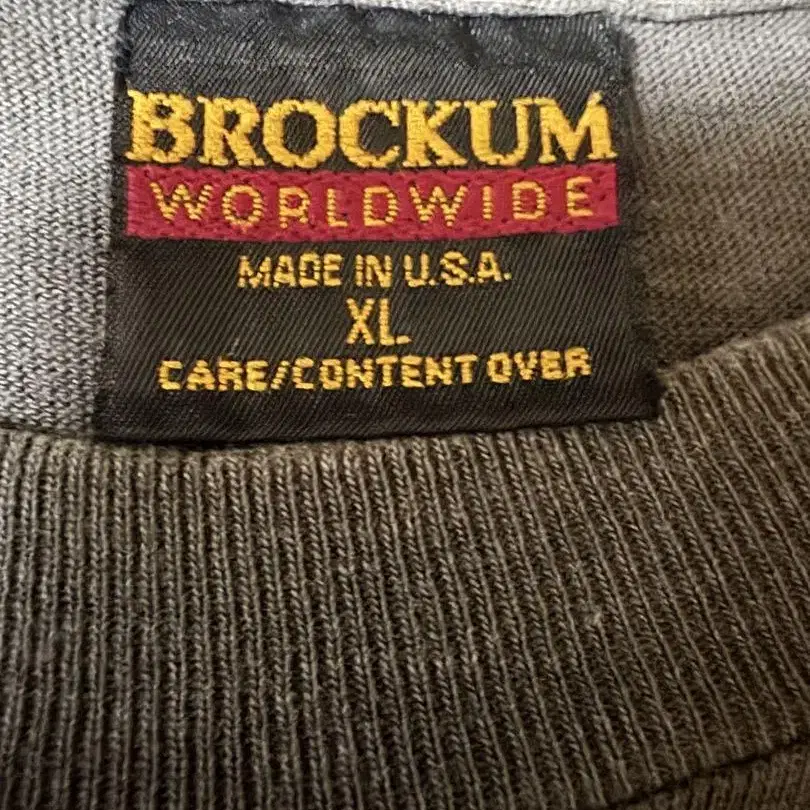 BROCKUM
WORLDWIDE
MADE IN U.S.A.
XL
CARE/CONTENT OVER